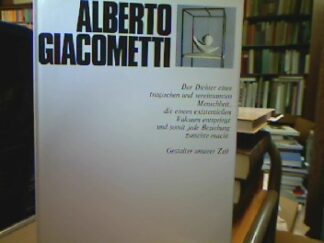 ALBERTO
GIACOMETTI
Der Dichter einer
tragischen und vereinsamten
Menschheit,
die einem existentiellen
Vakuum entspringt
und somit jede Beziehung
zunichte macht.
Gestalter unserer Zeit